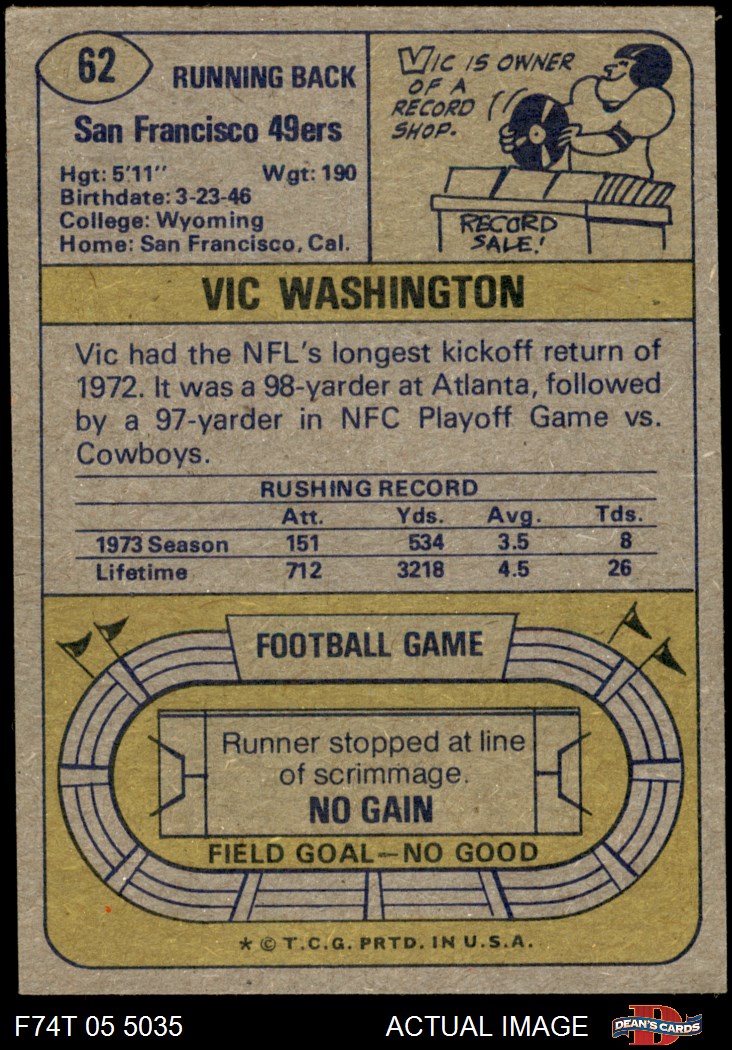 62
RUNNING BACK
San Francisco 49ers
Hgt: 5'11" Wgt: 190
Birthdate: 3-23-46
College: Wyoming
Home: San Francisco, Cal.
VIC IS OWNER
OF A
RECORD
SHOP.
RECORD
SALE!
VIC WASHINGTON
Vic had the NFL's longest kickoff return of
1972. It was a 98-yarder at Atlanta, followed
by a 97-yarder in NFC Playoff Game vs.
Cowboys.
RUSHING RECORD
Att. Yds. Avg. Tds.
1973 Season 151 534 3.5 8
Lifetime 712 3218 4.5 26
FOOTBALL GAME
Runner stopped at line
of scrimmage.
NO GAIN
FIELD GOAL—NO GOOD
* © T.C.G. PRTD. IN U.S.A.
F74T 05 5035 ACTUAL IMAGE D DEAN'S CARDS